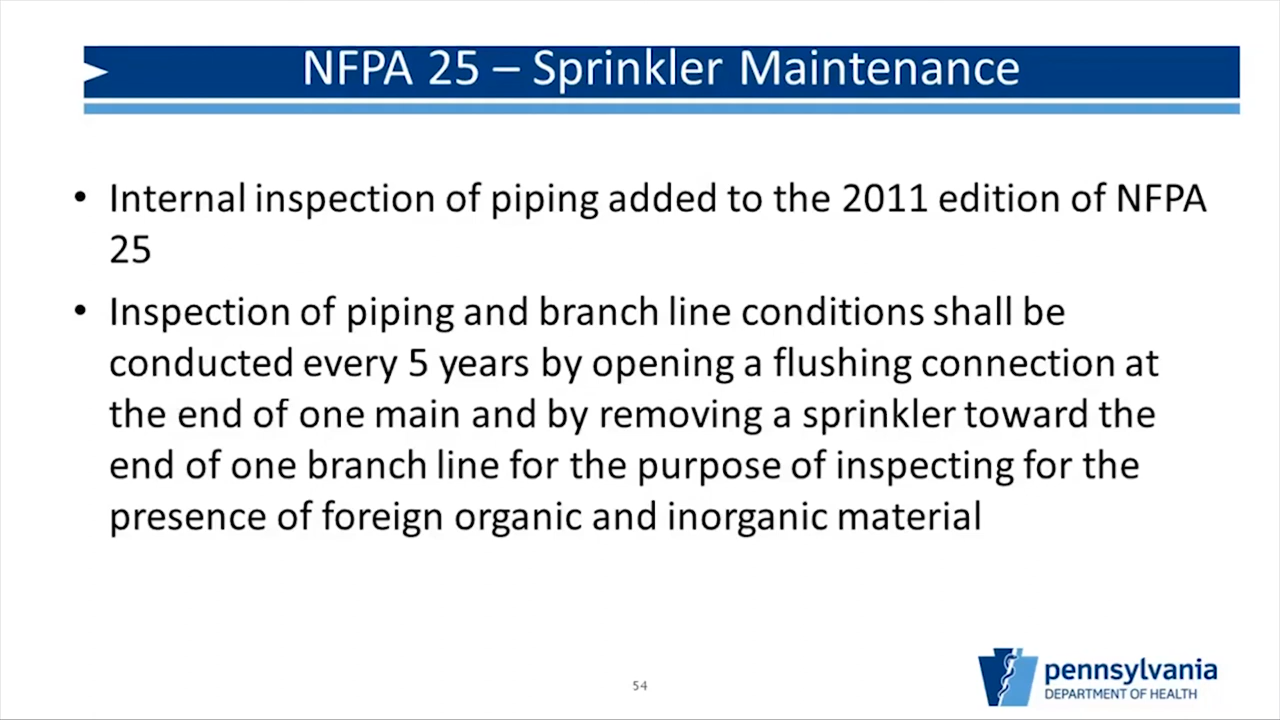 NFPA 25 – Sprinkler Maintenance
• Internal inspection of piping added to the 2011 edition of NFPA
25
• Inspection of piping and branch line conditions shall be
conducted every 5 years by opening a flushing connection at
the end of one main and by removing a sprinkler toward the
end of one branch line for the purpose of inspecting for the
presence of foreign organic and inorganic material
54
pennsylvania
DEPARTMENT OF HEALTH